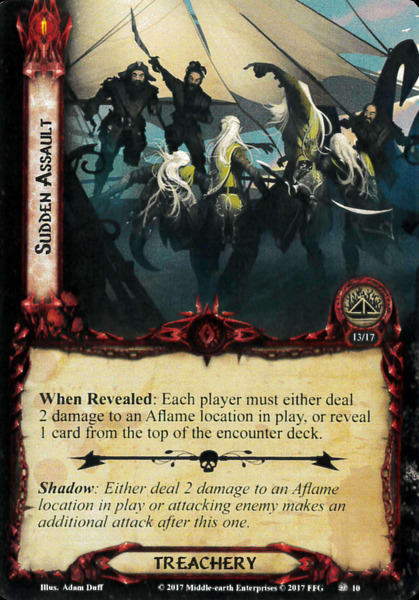 SUDDEN ASSAULT
13/17
When Revealed: Each player must either deal
2 damage to an Aflame location in play, or reveal
1 card from the top of the encounter deck.
Shadow: Either deal 2 damage to an Aflame
location in play or attacking enemy makes an
additional attack after this one.
TREACHERY
Illus. Adam Duff © 2017 Middle-earth Enterprises © 2017 FFG 10